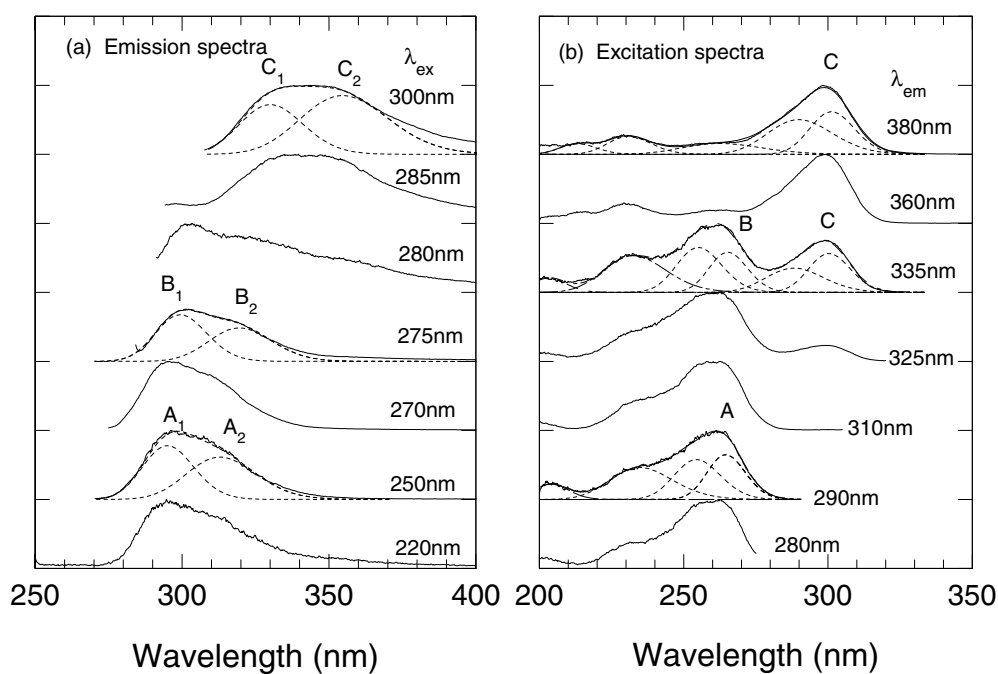 (a) Emission spectra
λex
C1
C2
300nm
285nm
280nm
B1
B2
275nm
270nm
A1
A2
250nm
220nm
250
300
350
400
Wavelength (nm)
(b) Excitation spectra
C
λem
380nm
360nm
B
C
335nm
325nm
310nm
A
290nm
280nm
200
250
300
350
Wavelength (nm)